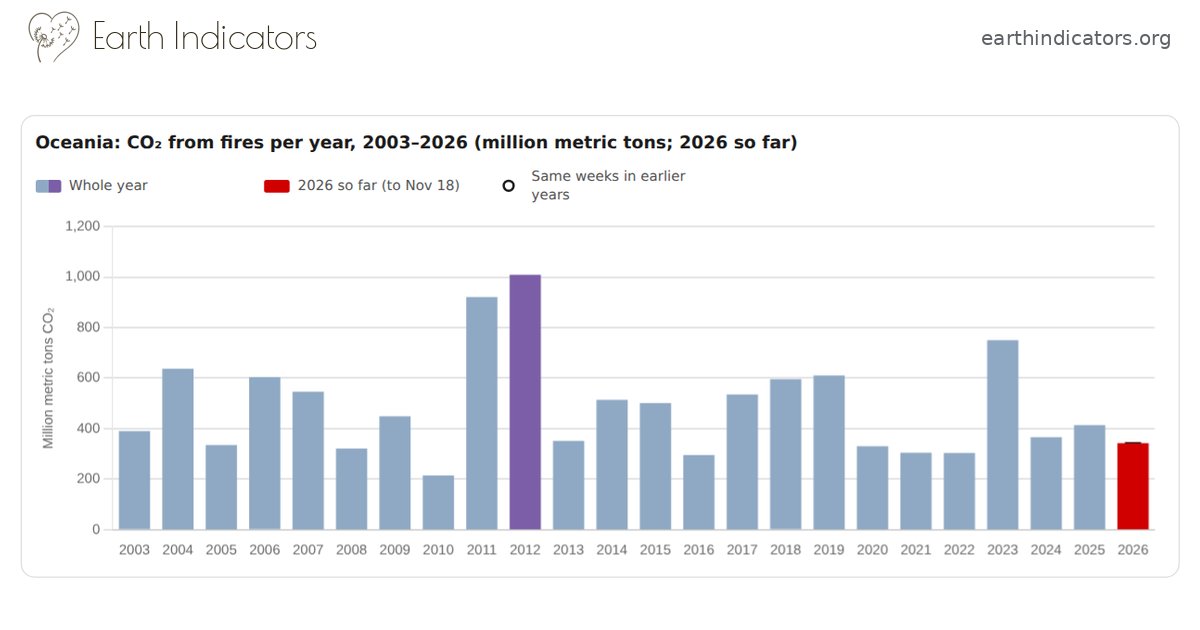 Earth Indicators
earthindicators.org
Oceania: CO₂ from fires per year, 2003–2026 (million metric tons; 2026 so far)
Whole year
2026 so far (to Nov 18)
Same weeks in earlier
years
Million metric tons CO₂
1,200
1,000
800
600
400
200
0
2003 2004 2005 2006 2007 2008 2009 2010 2011 2012 2013 2014 2015 2016 2017 2018 2019 2020 2021 2022 2023 2024 2025 2026